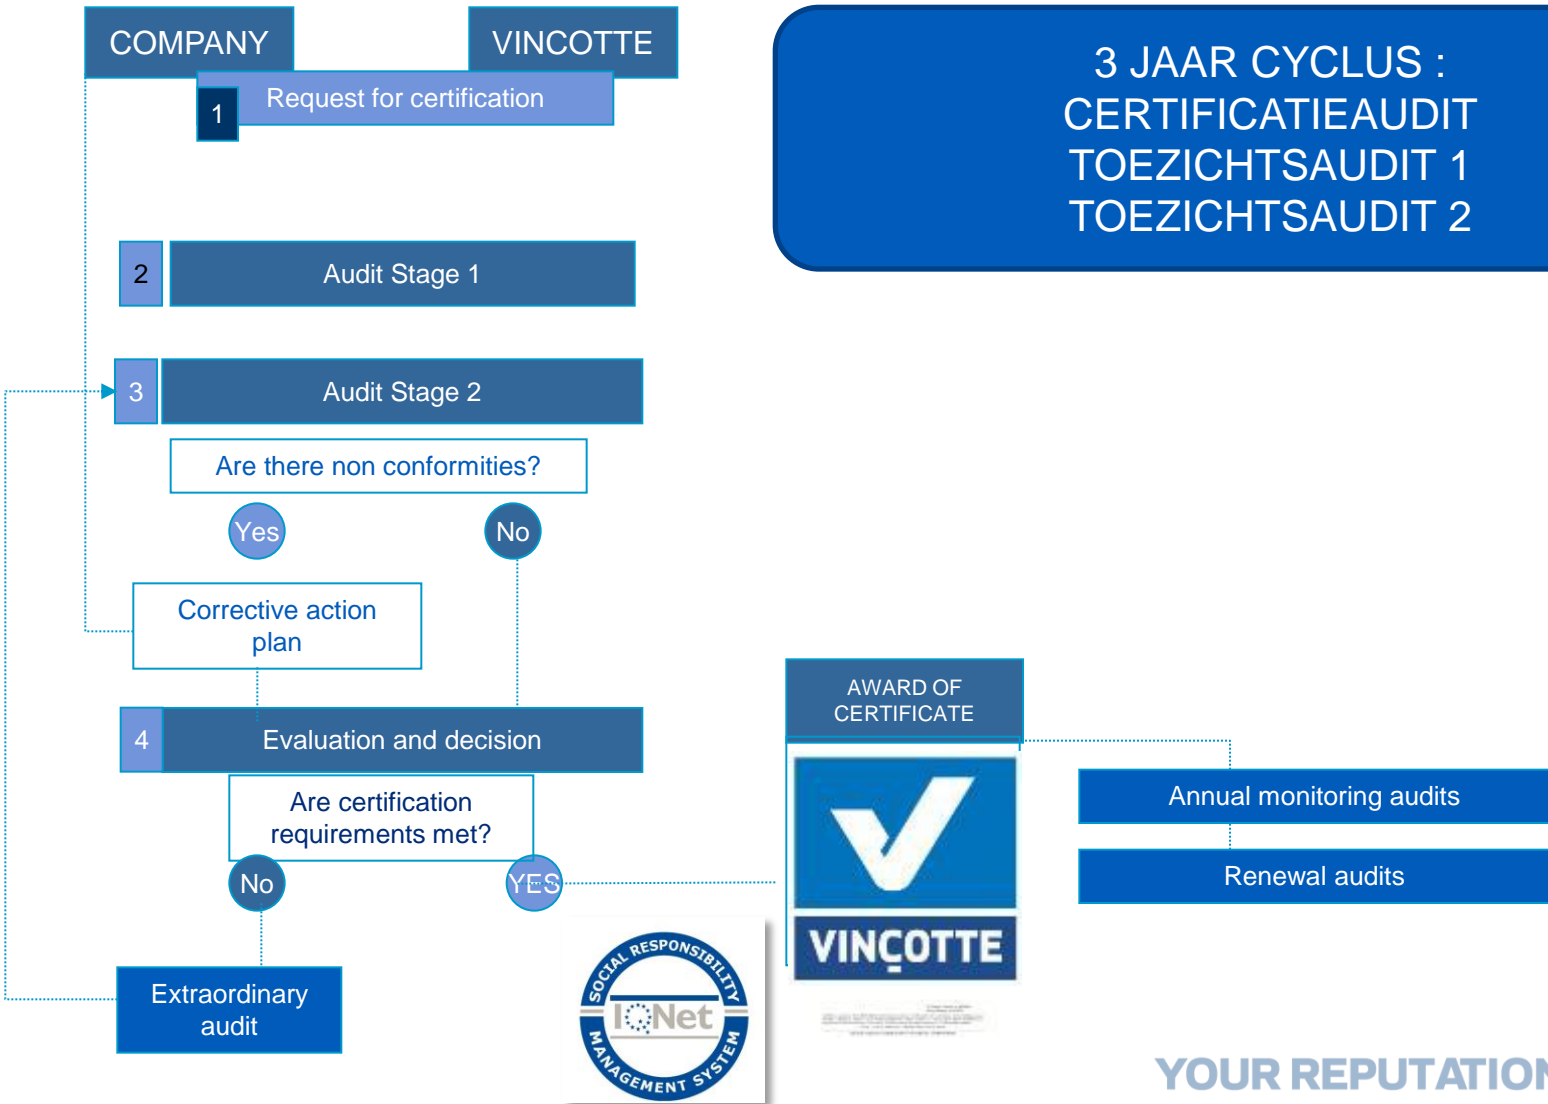 COMPANY
VINCOTTE
1
Request for certification
3 JAAR CYCLUS :
CERTIFICATIEAUDIT
TOEZICHTSAUDIT 1
TOEZICHTSAUDIT 2
2
Audit Stage 1
3
Audit Stage 2
Are there non conformities?
Yes
No
Corrective action
plan
4
Evaluation and decision
Are certification
requirements met?
No
YES
Extraordinary
audit
AWARD OF
CERTIFICATE
VINÇOTTE
Annual monitoring audits
Renewal audits
SOCIAL RESPONSIBILITY
IQNet
MANAGEMENT SYSTEM
YOUR REPUTATION